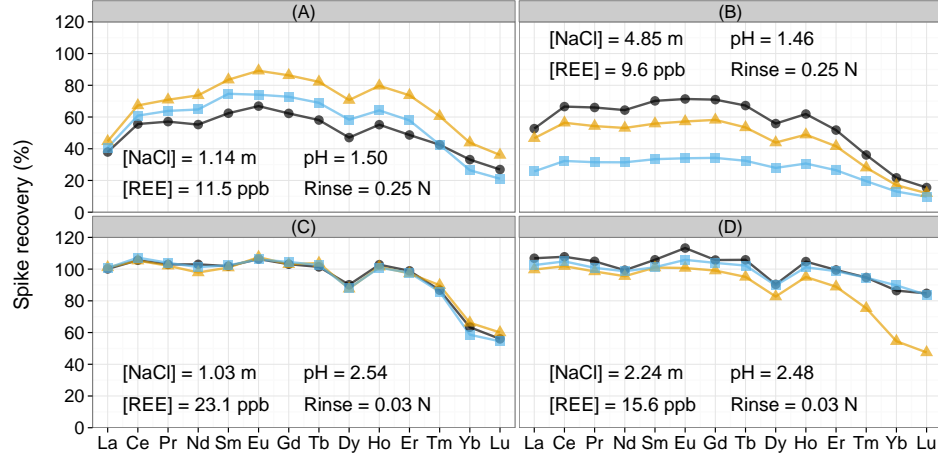 (A) (B)
120
100
80
60
40
20
0
[NaCl] = 1.14 m pH = 1.50
[REE] = 11.5 ppb Rinse = 0.25 N
[NaCl] = 4.85 m pH = 1.46
[REE] = 9.6 ppb Rinse = 0.25 N
Spike recovery (%)
(C) (D)
120
100
80
60
40
20
0
[NaCl] = 1.03 m pH = 2.54
[REE] = 23.1 ppb Rinse = 0.03 N
[NaCl] = 2.24 m pH = 2.48
[REE] = 15.6 ppb Rinse = 0.03 N
La Ce Pr Nd Sm Eu Gd Tb Dy Ho Er Tm Yb Lu La Ce Pr Nd Sm Eu Gd Tb Dy Ho Er Tm Yb Lu